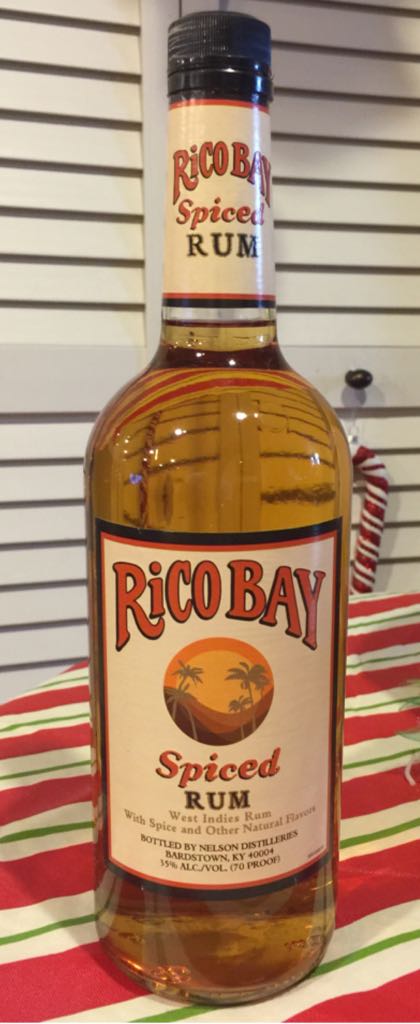 RiCO BAY
Spiced
RUM
RiCO BAY
Spiced
RUM
West Indies Rum
With Spice and Other Natural Flavors
BOTTLED BY NELSON DISTILLERIES
BARDSTOWN, KY 40004
35% ALC./VOL. (70 PROOF)